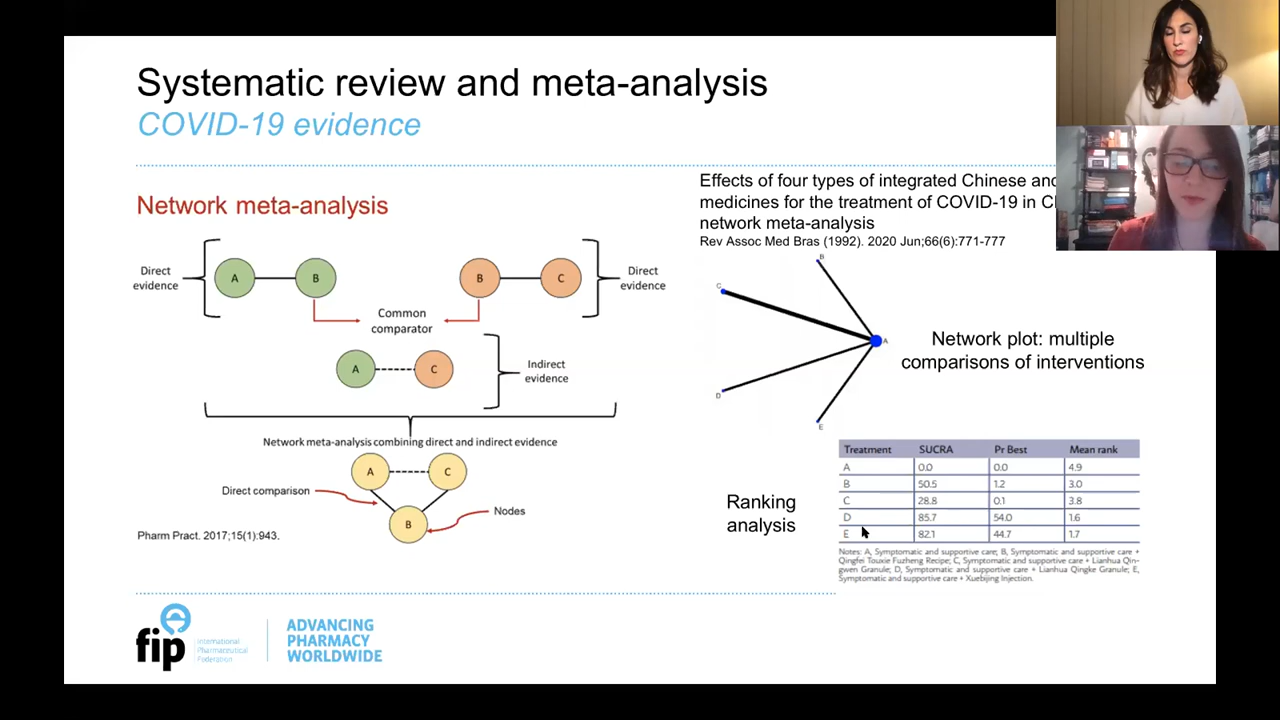 Systematic review and meta-analysis
COVID-19 evidence
Network meta-analysis
Direct
evidence
A
B
B
C
Direct
evidence
Common
comparator
A
C
Indirect
evidence
Network meta-analysis combining direct and indirect evidence
A
C
Direct comparison
B
Nodes
Pharm Pract. 2017;15(1):943.
Effects of four types of integrated Chinese and
medicines for the treatment of COVID-19 in C
network meta-analysis
Rev Assoc Med Bras (1992). 2020 Jun;66(6):771-777
B
C
A
D
E
Network plot: multiple
comparisons of interventions
Ranking
analysis
Treatment SUCRA Pr Best Mean rank
A 0.0 0.0 4.9
B 50.5 1.2 3.0
C 28.8 0.1 3.8
D 85.7 54.0 1.6
E 82.1 44.7 1.7
Notes: A, Symptomatic and supportive care; B, Symptomatic and supportive care +
Qingfei Touxie Fuzheng Recipe; C, Symptomatic and supportive care + Lianhua Qin-
gwen Granule; D, Symptomatic and supportive care + Lianhua Qingke Granule; E,
Symptomatic and supportive care + Xuebijing Injection.
fip
International
Pharmaceutical
Federation
ADVANCING
PHARMACY
WORLDWIDE